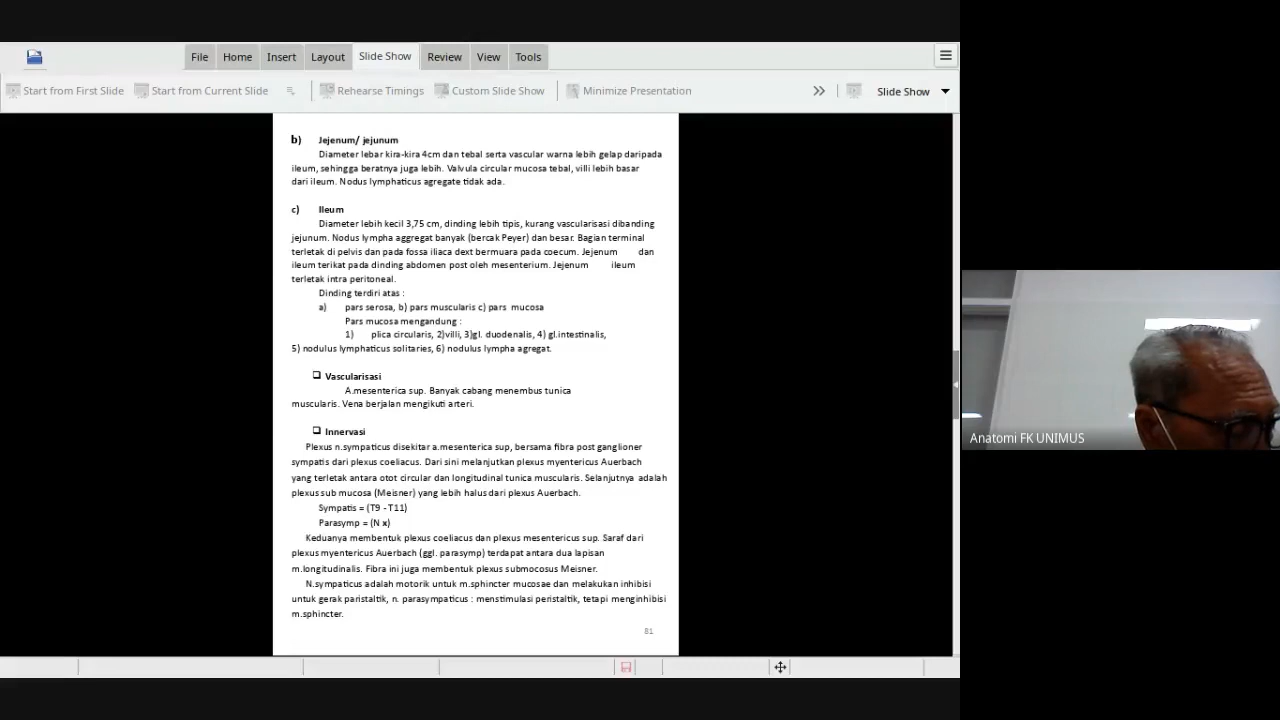 File Home Insert Layout Slide Show Review View Tools
Start from First Slide Start from Current Slide Rehearse Timings Custom Slide Show Minimize Presentation Slide Show
b) Jejenum/ jejunum
Diameter lebar kira-kira 4cm dan tebal serta vascular warna lebih gelap daripada
ileum, sehingga beratnya juga lebih. Valvula circular mucosa tebal, villi lebih basar
dari ileum. Nodus lymphaticus agregate tidak ada.
c) Ileum
Diameter lebih kecil 3,75 cm, dinding lebih tipis, kurang vascularisasi dibanding
jejunum. Nodus lympha aggregat banyak (bercak Peyer) dan besar. Bagian terminal
terletak di pelvis dan pada fossa iliaca dext bermuara pada coecum. Jejenum dan
ileum terikat pada dinding abdomen post oleh mesenterium. Jejenum ileum
terletak intra peritoneal.
Dinding terdiri atas :
a) pars serosa, b) pars muscularis c) pars mucosa
Pars mucosa mengandung :
1) plica circularis, 2)villi, 3)gl. duodenalis, 4) gl.intestinalis,
5) nodulus lymphaticus solitaries, 6) nodulus lympha agregat.
Vascularisasi
A.mesenterica sup. Banyak cabang menembus tunica
muscularis. Vena berjalan mengikuti arteri.
Innervasi
Plexus n.sympaticus disekitar a.mesenterica sup, bersama fibra post ganglioner
sympatis dari plexus coeliacus. Dari sini melanjutkan plexus myentericus Auerbach
yang terletak antara otot circular dan longitudinal tunica muscularis. Selanjutnya adalah
plexus sub mucosa (Meisner) yang lebih halus dari plexus Auerbach.
Sympatis = (T9 - T11)
Parasymp = (N x)
Keduanya membentuk plexus coeliacus dan plexus mesentericus sup. Saraf dari
plexus myentericus Auerbach (ggl. parasymp) terdapat antara dua lapisan
m.longitudinalis. Fibra ini juga membentuk plexus submocosus Meisner.
N.sympaticus adalah motorik untuk m.sphincter mucosae dan melakukan inhibisi
untuk gerak paristaltik, n. parasympaticus : menstimulasi peristaltik, tetapi menginhibisi
m.sphincter.
81
Anatomi FK UNIMUS